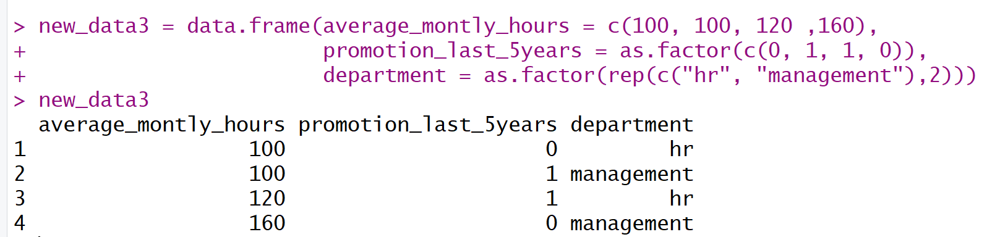 > new_data3 = data.frame(average_montly_hours = c(100, 100, 120 ,160),
+                        promotion_last_5years = as.factor(c(0, 1, 1, 0)),
+                        department = as.factor(rep(c("hr", "management"),2)))
> new_data3
  average_montly_hours promotion_last_5years department
1                  100                     0         hr
2                  100                     1 management
3                  120                     1         hr
4                  160                     0 management